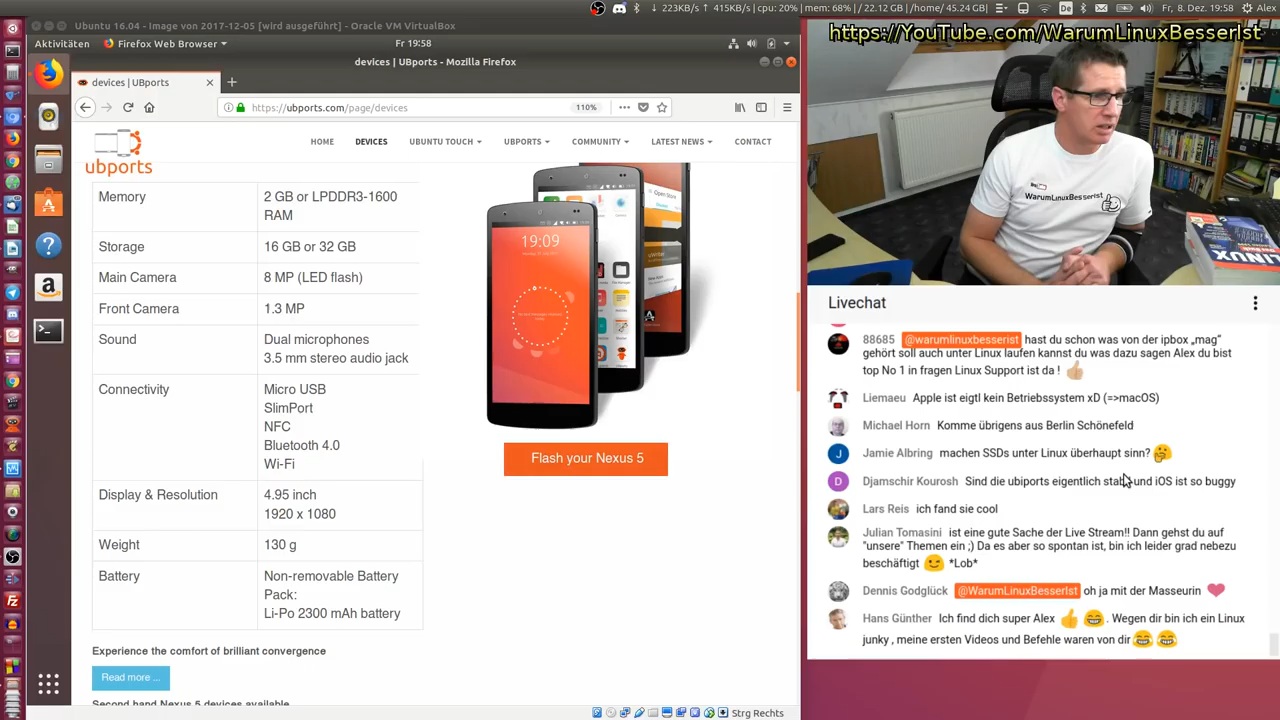 Ubuntu 16.04 - Image von 2017-12-05 [wird ausgeführt] - Oracle VM VirtualBox
223KB/s
415KB/s
cpu: 20%
mem: 68%
22.12 GB
/home/
45.24 GB
De
Fr, 8. Dez, 19:58
Alex
Aktivitäten
Firefox Web Browser
Fr 19:58
devices | UBports - Mozilla Firefox
devices | UBports
https://ubports.com/page/devices
110%
ubports
HOME
DEVICES
UBUNTU TOUCH
UBPORTS
COMMUNITY
LATEST NEWS
CONTACT
Memory
2 GB or LPDDR3-1600
RAM
Storage
16 GB or 32 GB
Main Camera
8 MP (LED flash)
Front Camera
1.3 MP
Sound
Dual microphones
3.5 mm stereo audio jack
Connectivity
Micro USB
SlimPort
NFC
Bluetooth 4.0
Wi-Fi
Display & Resolution
4.95 inch
1920 x 1080
Weight
130 g
Battery
Non-removable Battery
Pack:
Li-Po 2300 mAh battery
19:09
Flash your Nexus 5
Experience the comfort of brilliant convergence
Read more ...
Second hand Nexus 5 devices available
Strg Rechts
https://YouTube.com/WarumLinuxBesserIst
WarumLinuxBesserIst
LINUX
Livechat
88685 @warumlinuxbesserist hast du schon was von der ipbox „mag“
gehört soll auch unter Linux laufen kannst du was dazu sagen Alex du bist
top No 1 in fragen Linux Support ist da ! 👍🏼
Liemaeu Apple ist eigtl kein Betriebssystem xD (=>macOS)
Michael Horn Komme übrigens aus Berlin Schönefeld
Jamie Albring machen SSDs unter Linux überhaupt sinn? 🤔
Djamschir Kourosh Sind die ubiports eigentlich und iOS ist so buggy
Lars Reis ich fand sie cool
Julian Tomasini ist eine gute Sache der Live Stream!! Dann gehst du auf
"unsere" Themen ein ;) Da es aber so spontan ist, bin ich leider grad nebezu
beschäftigt 😉 *Lob*
Dennis Godglück @WarumLinuxBesserIst oh ja mit der Masseurin ❤
Hans Günther Ich find dich super Alex 👍 😂 . Wegen dir bin ich ein Linux
junky , meine ersten Videos und Befehle waren von dir 😂 😂